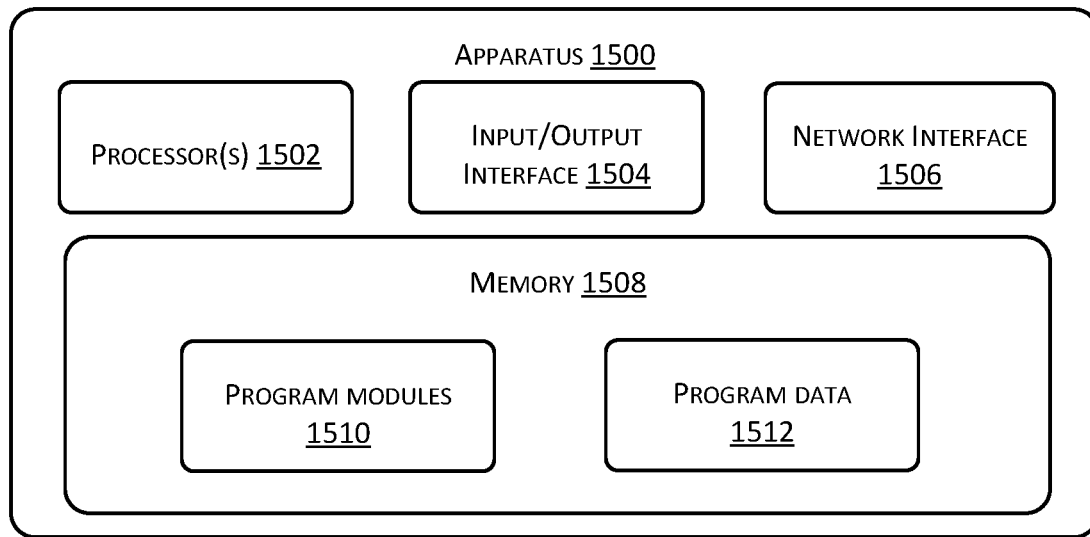 APPARATUS 1500
PROCESSOR(S) 1502
INPUT/OUTPUT
INTERFACE 1504
NETWORK INTERFACE
1506
MEMORY 1508
PROGRAM MODULES
1510
PROGRAM DATA
1512